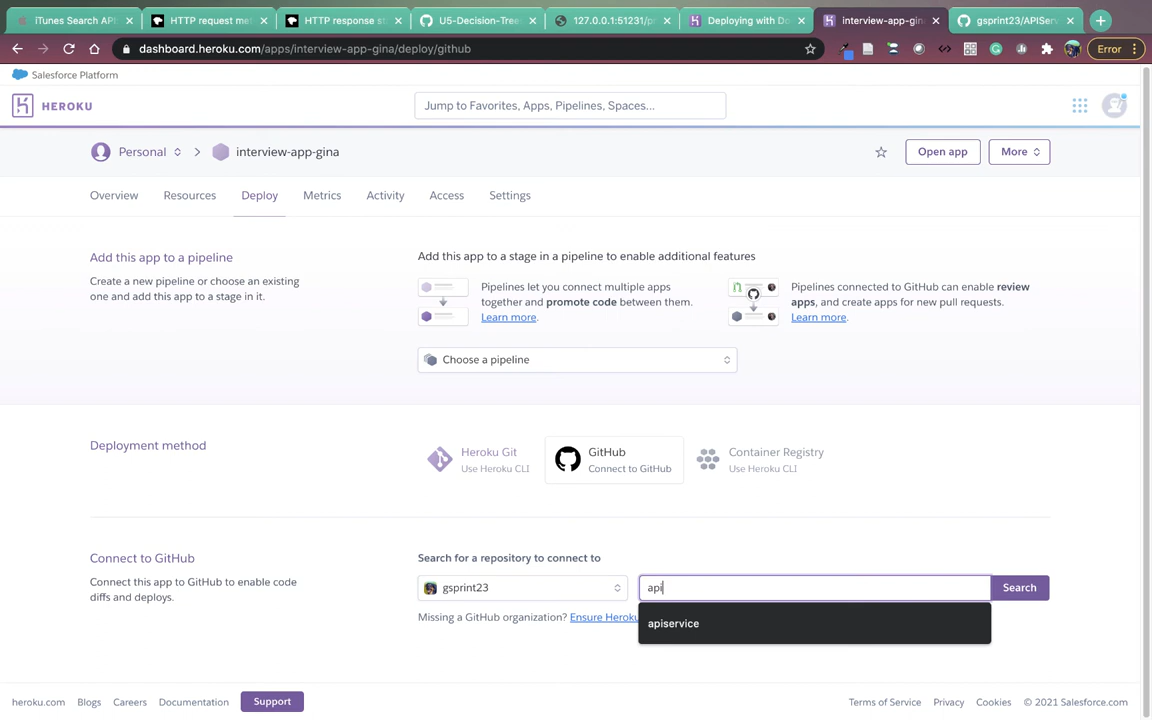 iTunes Search API:
HTTP request me
HTTP response st
U5-Decision-Tree
127.0.0.1:51231/p
Deploying with Do
interview-app-gin
gsprint23/APIServ
dashboard.heroku.com/apps/interview-app-gina/deploy/github
Error
Salesforce Platform
HEROKU
Jump to Favorites, Apps, Pipelines, Spaces...
Personal
interview-app-gina
Open app
More
Overview
Resources
Deploy
Metrics
Activity
Access
Settings
Add this app to a pipeline
Create a new pipeline or choose an existing
one and add this app to a stage in it.
Add this app to a stage in a pipeline to enable additional features
Pipelines let you connect multiple apps
together and promote code between them.
Learn more.
Pipelines connected to GitHub can enable review
apps, and create apps for new pull requests.
Learn more.
Choose a pipeline
Deployment method
Heroku Git
Use Heroku CLI
GitHub
Connect to GitHub
Container Registry
Use Heroku CLI
Connect to GitHub
Connect this app to GitHub to enable code
diffs and deploys.
Search for a repository to connect to
gsprint23
api
Search
Missing a GitHub organization? Ensure Heroku
apiservice
heroku.com
Blogs
Careers
Documentation
Support
Terms of Service
Privacy
Cookies
© 2021 Salesforce.com